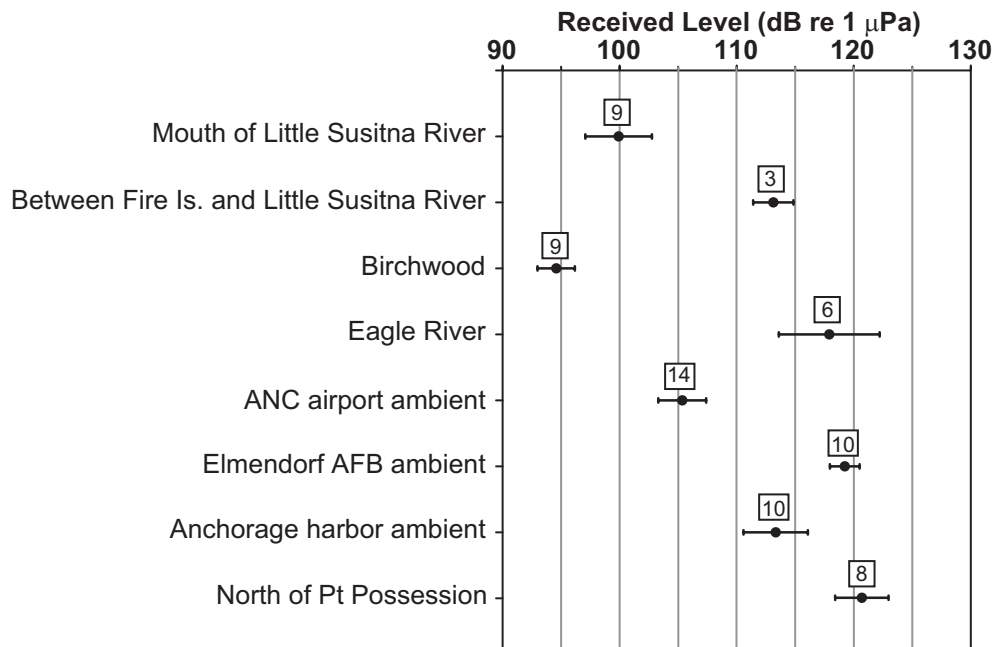 Received Level (dB re 1 μPa)
90 100 110 120 130
9
Mouth of Little Susitna River
3
Between Fire Is. and Little Susitna River
9
Birchwood
6
Eagle River
14
ANC airport ambient
10
Elmendorf AFB ambient
10
Anchorage harbor ambient
8
North of Pt Possession